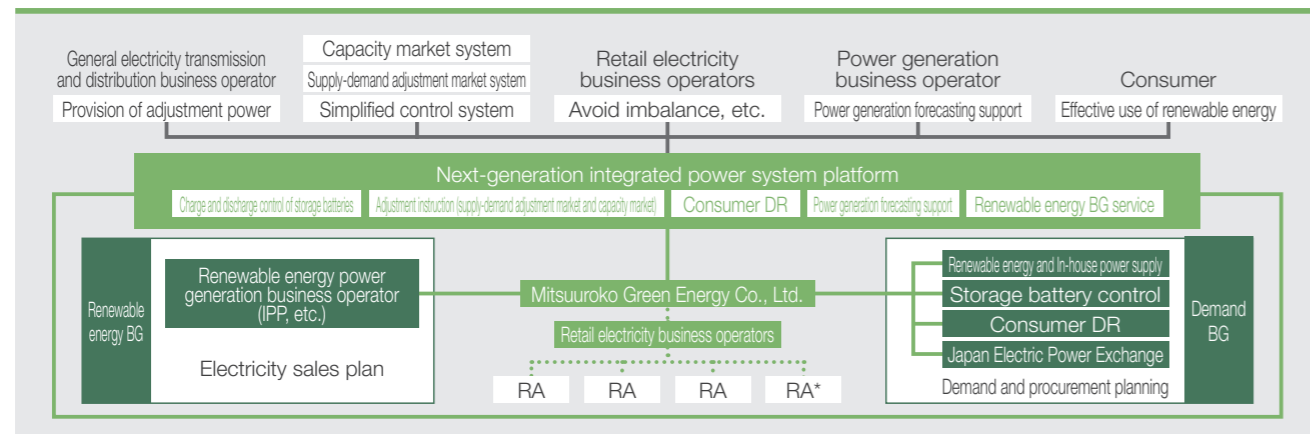 General electricity transmission
and distribution business operator
Provision of adjustment power
Capacity market system
Supply-demand adjustment market system
Simplified control system
Retail electricity
business operators
Avoid imbalance, etc.
Power generation
business operator
Power generation forecasting support
Consumer
Effective use of renewable energy
Next-generation integrated power system platform
Charge and discharge control of storage batteries
Adjustment instruction (supply-demand adjustment market and capacity market)
Consumer DR
Power generation forecasting support
Renewable energy BG service
Renewable
energy BG
Renewable energy power
generation business operator
(IPP, etc.)
Electricity sales plan
Mitsuuroko Green Energy Co., Ltd.
Retail electricity business operators
RA
RA
RA
RA*
Renewable energy and In-house power supply
Storage battery control
Consumer DR
Japan Electric Power Exchange
Demand and procurement planning
Demand
BG